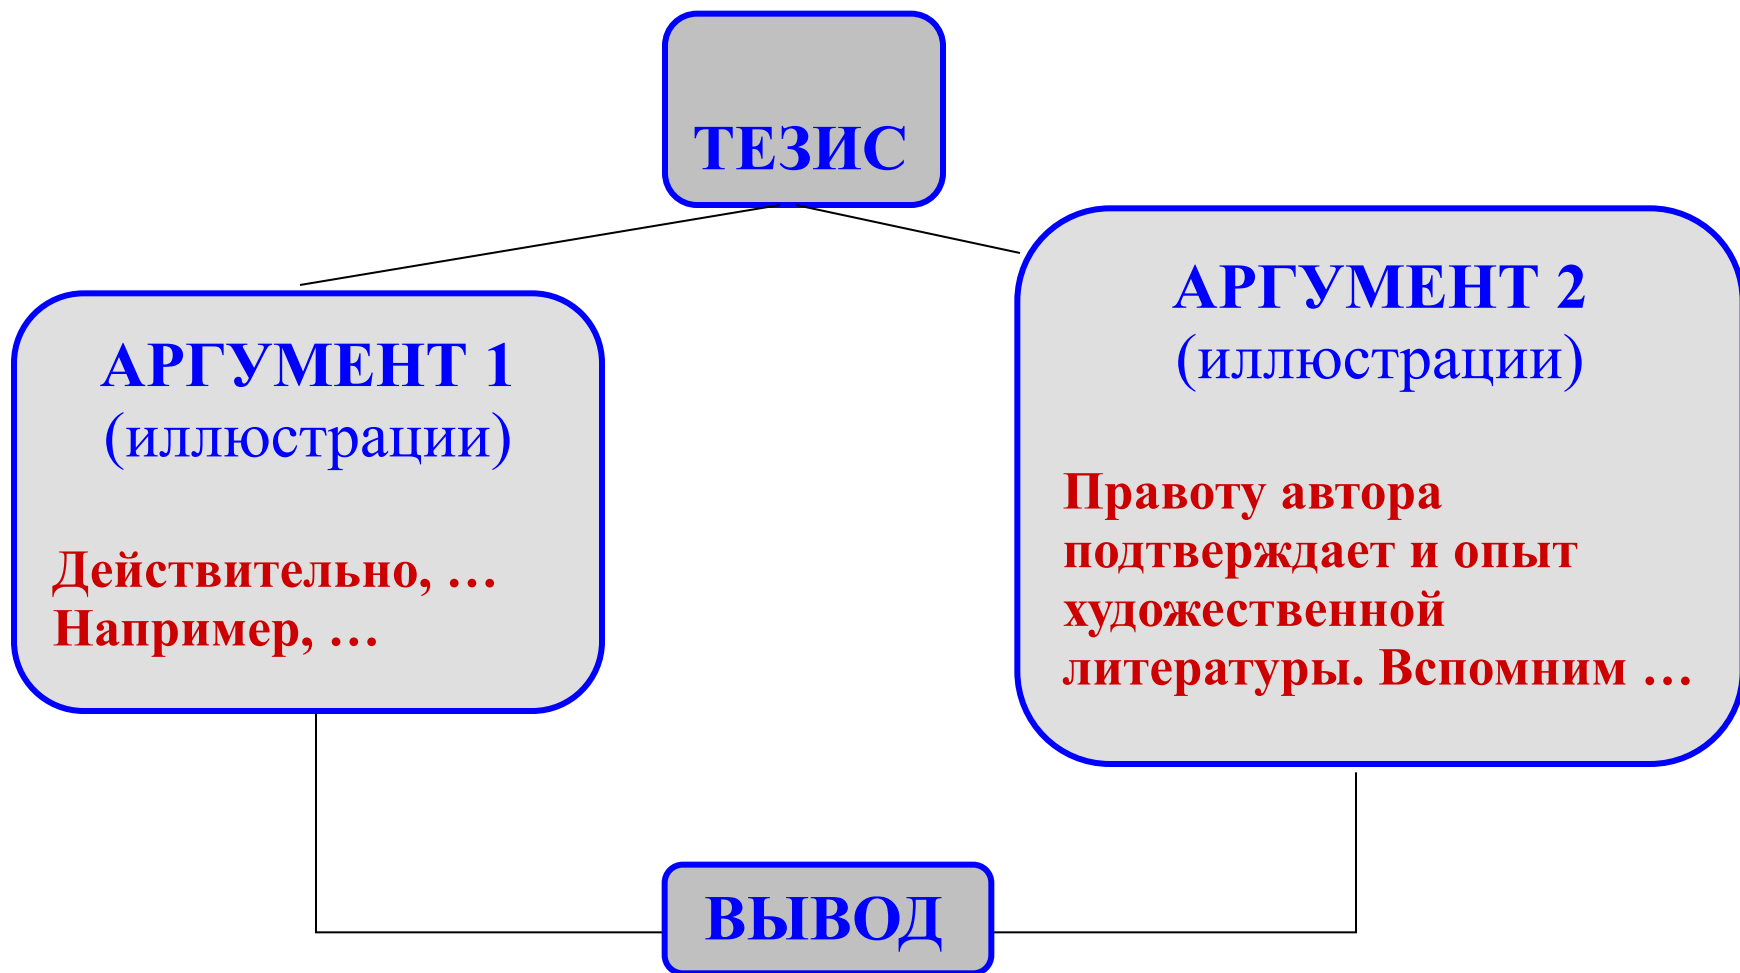 ТЕЗИС
АРГУМЕНТ 1
(иллюстрации)
Действительно, …
Например, …
АРГУМЕНТ 2
(иллюстрации)
Правоту автора
подтверждает и опыт
художественной
литературы. Вспомним …
ВЫВОД